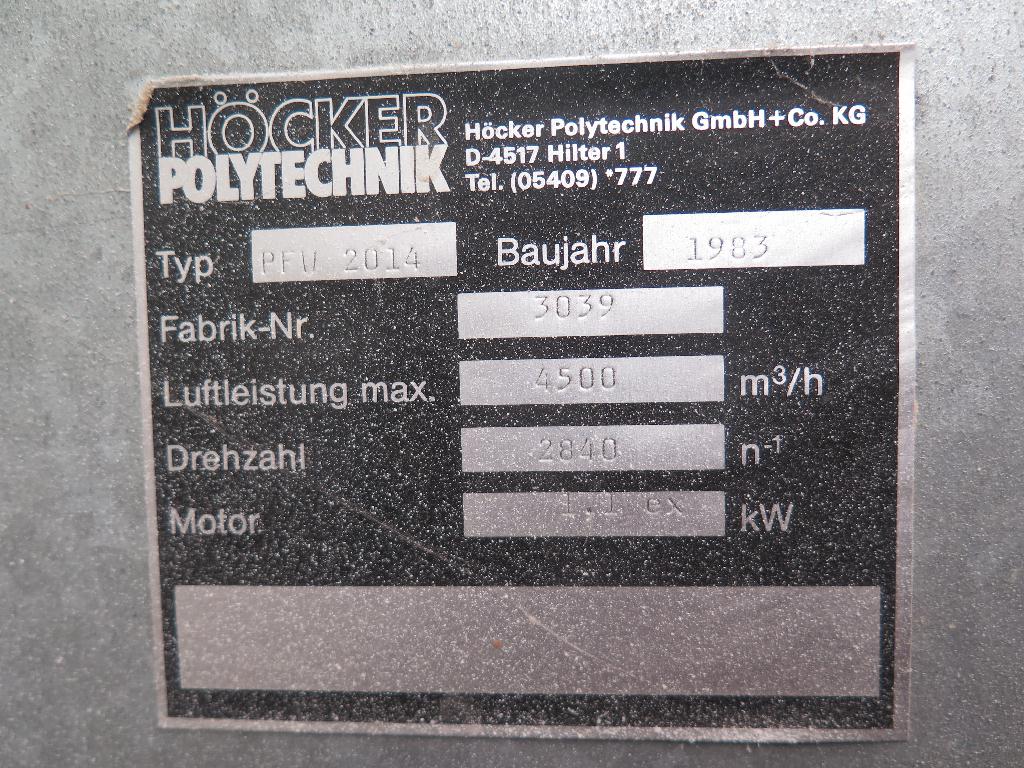 HÖCKER
POLYTECHNIK
Höcker Polytechnik GmbH+Co. KG
D-4517 Hilter 1
Tel. (05409) *777
Typ PFV 2014 Baujahr 1983
Fabrik-Nr. 3039
Luftleistung max. 4500 m³/h
Drehzahl 2840 n⁻¹
Motor 1.1 ex kW